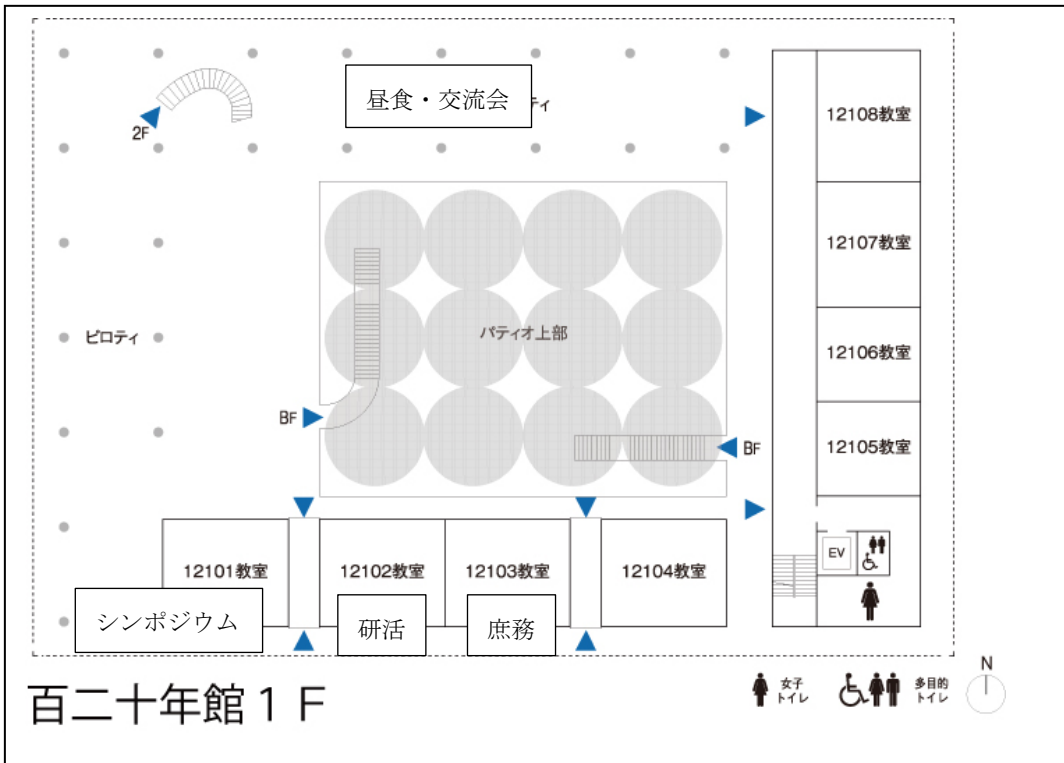 昼食・交流会
ティ
2F
12108教室
12107教室
ピロティ
パティオ上部
12106教室
BF
BF
12105教室
12101教室
12102教室
12103教室
12104教室
EV
シンポジウム
研活
庶務
百二十年館1F
女子
トイレ
多目的
トイレ
N